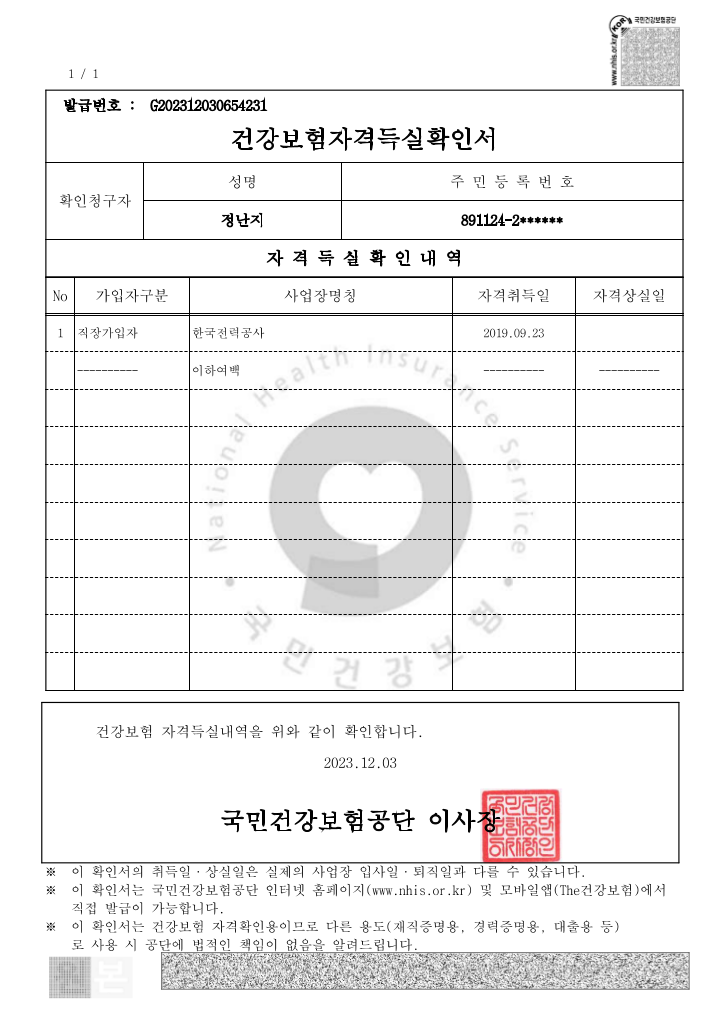 국민건강보험공단
KOR
www.nhis.or.kr
1 / 1
발급번호 : G202312030654231
건강보험자격득실확인서
확인청구자
성명
주 민 등 록 번 호
정난지
891124-2******
자 격 득 실 확 인 내 역
No 가입자구분 사업장명칭 자격취득일 자격상실일
1 직장가입자 한국전력공사 2019.09.23
---------- 이하여백 ---------- ----------
National Health Insurance Service
국민건강보험
건강보험 자격득실내역을 위와 같이 확인합니다.
2023.12.03
국민건강보험공단 이사장
※ 이 확인서의 취득일·상실일은 실제의 사업장 입사일·퇴직일과 다를 수 있습니다.
※ 이 확인서는 국민건강보험공단 인터넷 홈페이지(www.nhis.or.kr) 및 모바일앱(The건강보험)에서
직접 발급이 가능합니다.
※ 이 확인서는 건강보험 자격확인용이므로 다른 용도(재직증명용, 경력증명용, 대출용 등)
로 사용 시 공단에 법적인 책임이 없음을 알려드립니다.
본